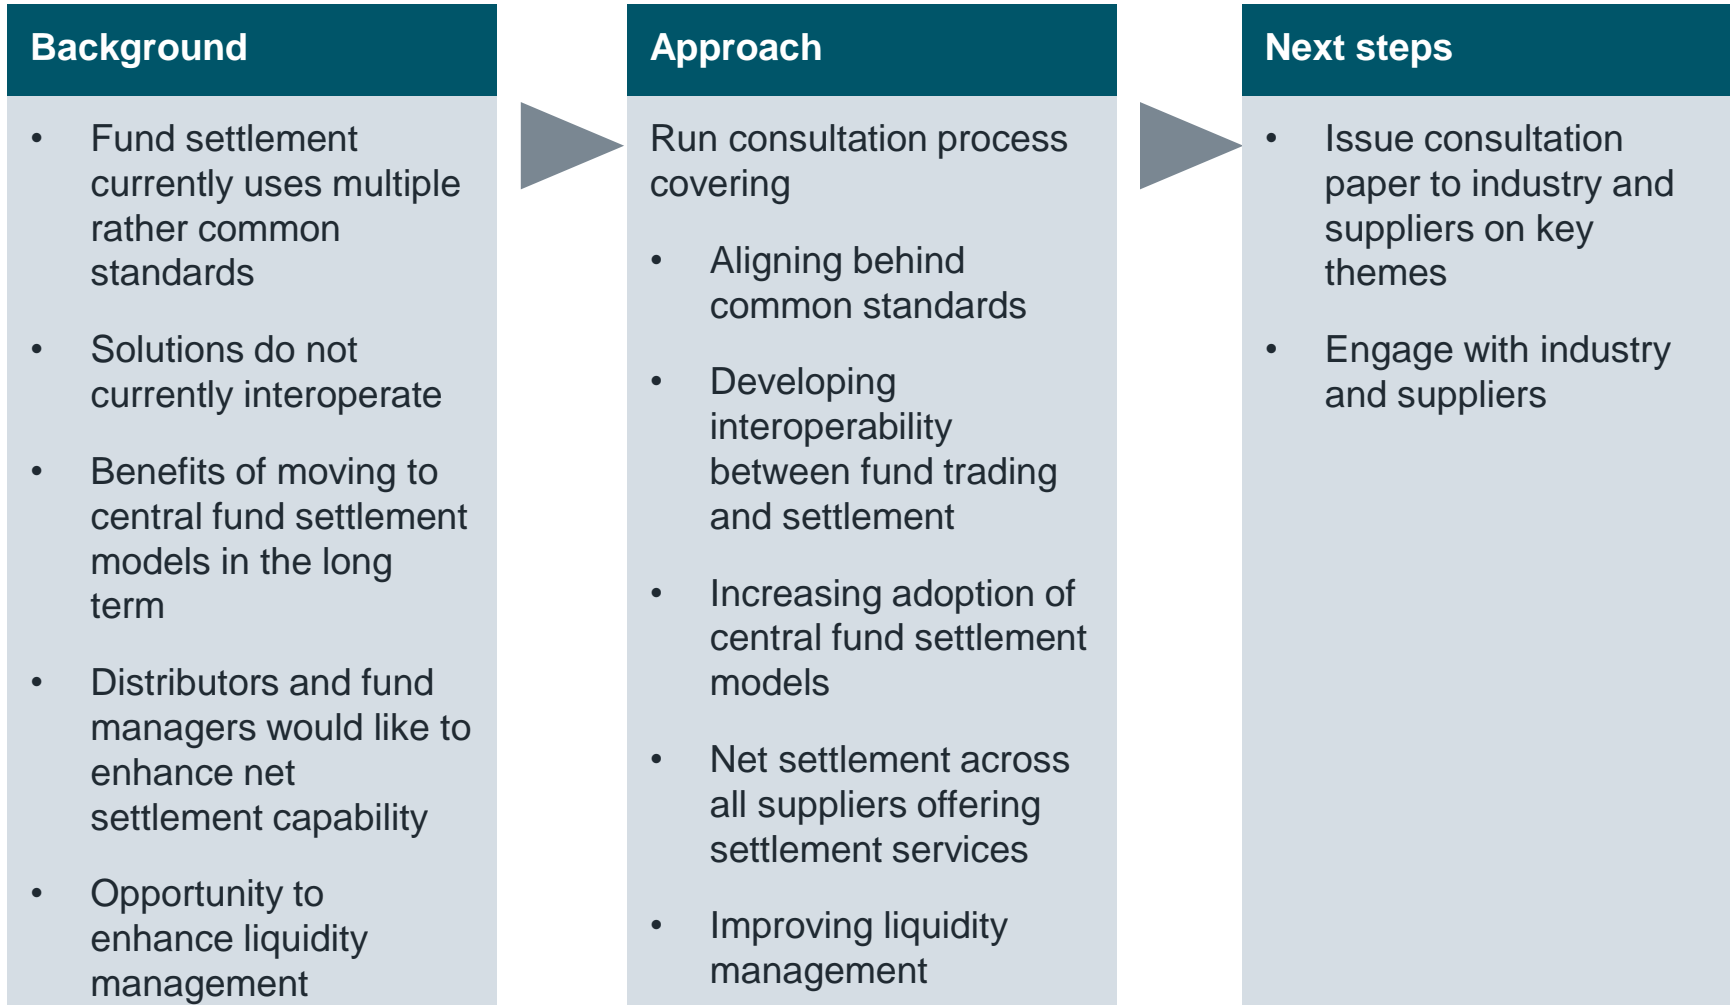 Background
• Fund settlement
currently uses multiple
rather common
standards
• Solutions do not
currently interoperate
• Benefits of moving to
central fund settlement
models in the long
term
• Distributors and fund
managers would like to
enhance net
settlement capability
• Opportunity to
enhance liquidity
management
Approach
Run consultation process
covering
• Aligning behind
common standards
• Developing
interoperability
between fund trading
and settlement
• Increasing adoption of
central fund settlement
models
• Net settlement across
all suppliers offering
settlement services
• Improving liquidity
management
Next steps
• Issue consultation
paper to industry and
suppliers on key
themes
• Engage with industry
and suppliers